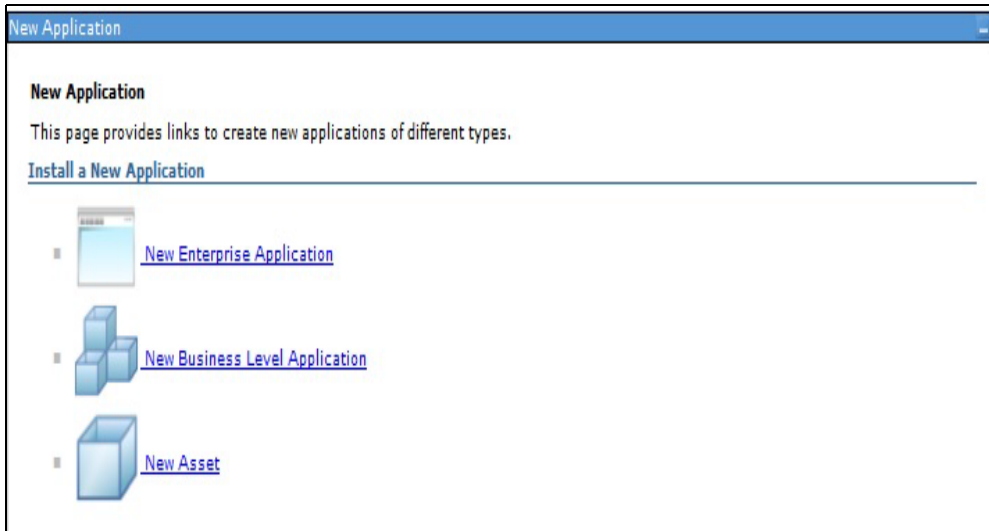 New Application
New Application
This page provides links to create new applications of different types.
Install a New Application
New Enterprise Application
New Business Level Application
New Asset